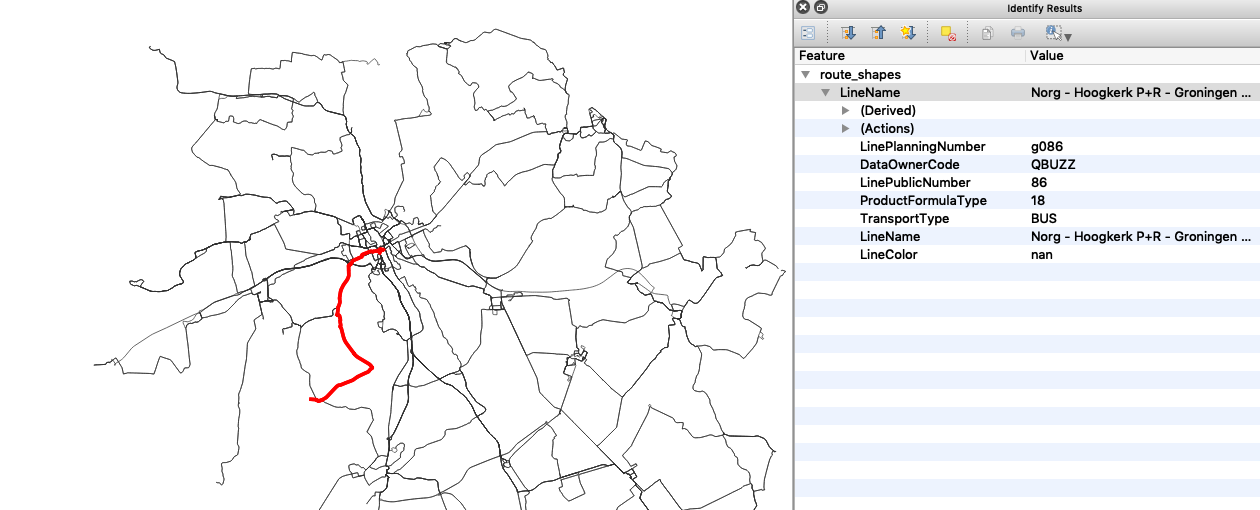 Identify Results
Feature Value
route_shapes
LineName Norg - Hoogkerk P+R - Groningen ...
(Derived)
(Actions)
LinePlanningNumber g086
DataOwnerCode QBUZZ
LinePublicNumber 86
ProductFormulaType 18
TransportType BUS
LineName Norg - Hoogkerk P+R - Groningen ...
LineColor nan